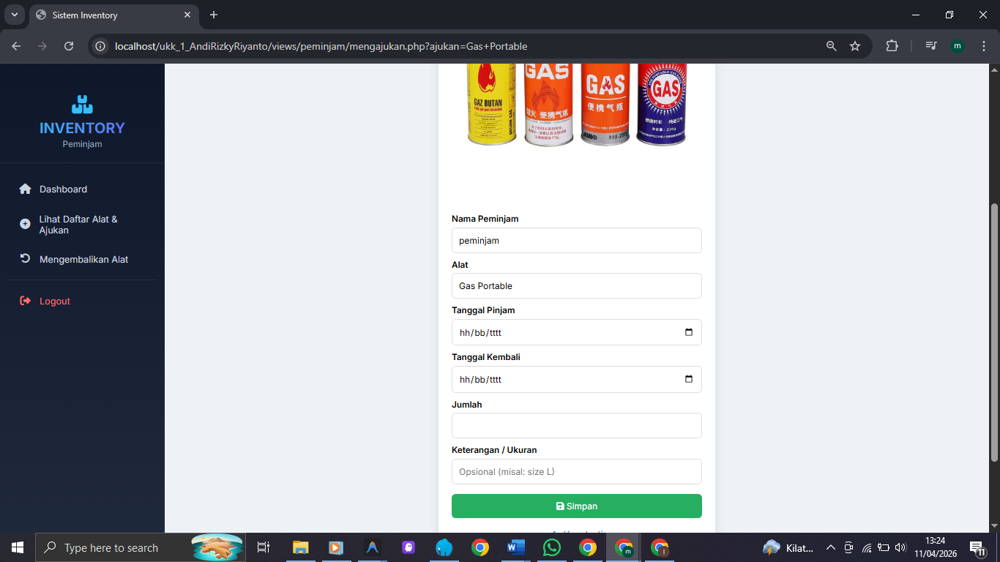 Sistem Inventory
localhost/ukk_1_AndiRizkyRiyanto/views/peminjam/mengajukan.php?ajukan=Gas+Portable
m
INVENTORY
Peminjam
Dashboard
Lihat Daftar Alat &
Ajukan
Mengembalikan Alat
Logout
GAZ BUTAN
GAS
便携气瓶
GAS
便携气瓶
GAS
Nama Peminjam
peminjam
Alat
Gas Portable
Tanggal Pinjam
hh/bb/tttt
Tanggal Kembali
hh/bb/tttt
Jumlah
Keterangan / Ukuran
Opsional (misal: size L)
Simpan
Type here to search
Kilat...
13:24
11/04/2026
11